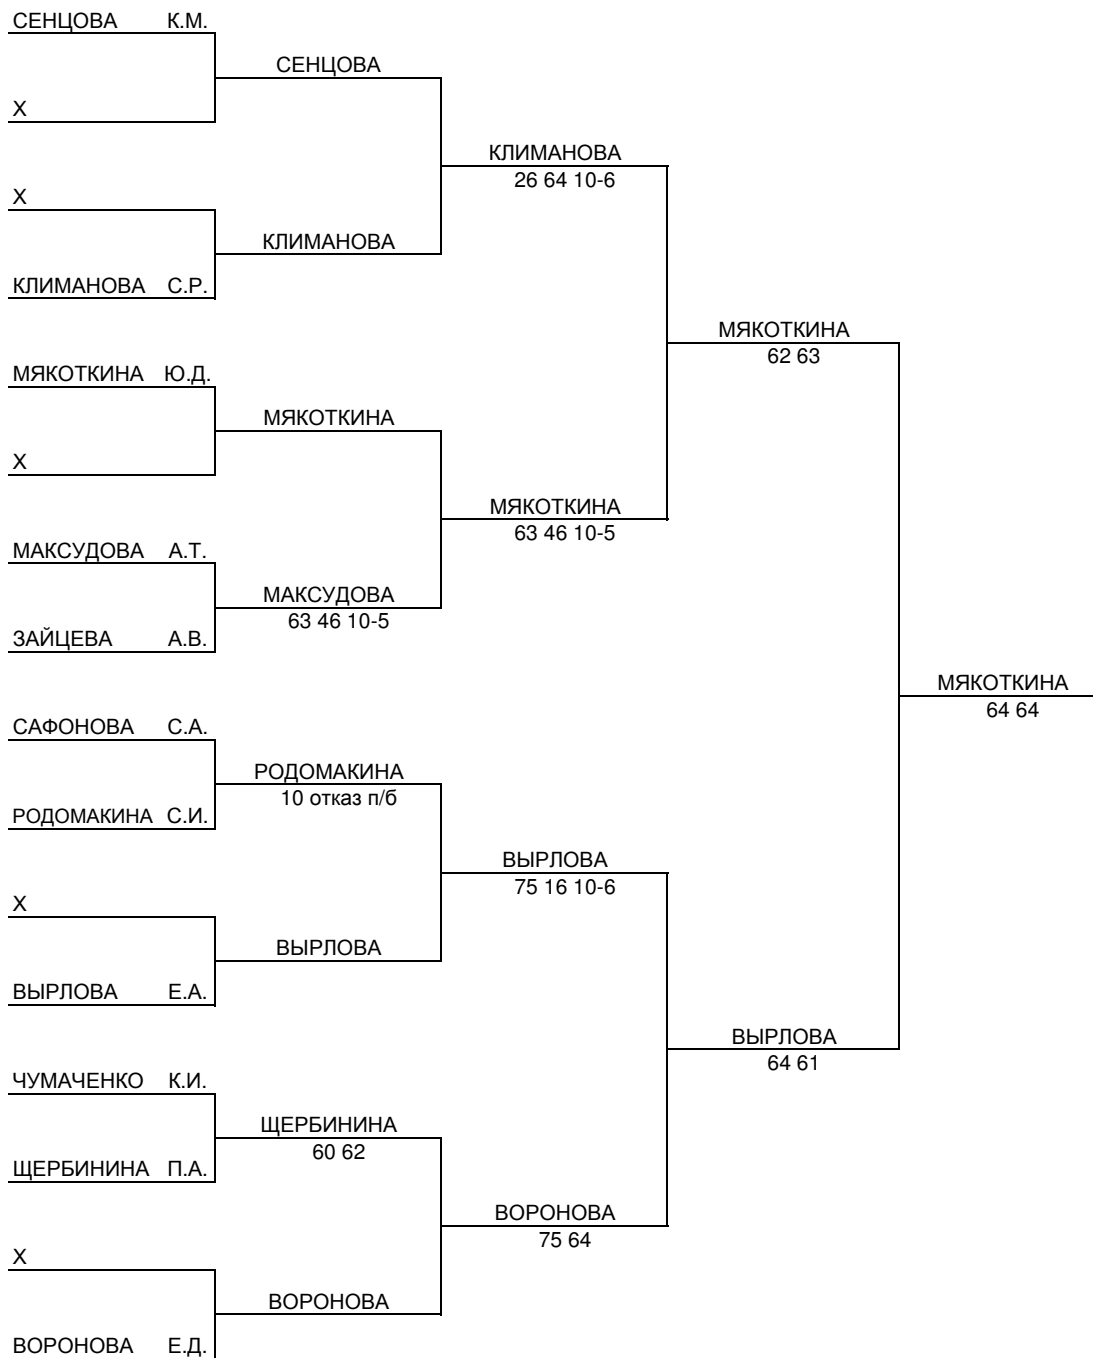 СЕНЦОВА К.М.
СЕНЦОВА
X
КЛИМАНОВА
26 64 10-6
X
КЛИМАНОВА
КЛИМАНОВА С.Р.
МЯКОТКИНА
62 63
МЯКОТКИНА Ю.Д.
МЯКОТКИНА
X
МЯКОТКИНА
63 46 10-5
МАКСУДОВА А.Т.
МАКСУДОВА
63 46 10-5
ЗАЙЦЕВА А.В.
МЯКОТКИНА
64 64
САФОНОВА С.А.
РОДОМАКИНА
10 отказ п/б
РОДОМАКИНА С.И.
ВЫРЛОВА
75 16 10-6
X
ВЫРЛОВА
ВЫРЛОВА Е.А.
ВЫРЛОВА
64 61
ЧУМАЧЕНКО К.И.
ЩЕРБИНИНА
60 62
ЩЕРБИНИНА П.А.
ВОРОНОВА
75 64
X
ВОРОНОВА
ВОРОНОВА Е.Д.